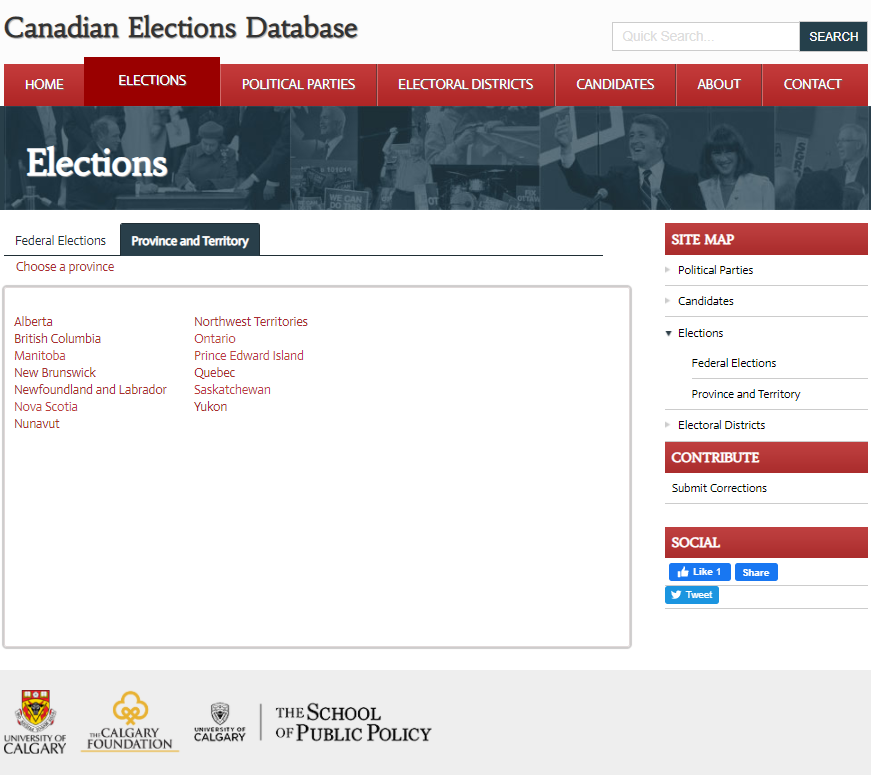 Canadian Elections Database
Quick Search...
SEARCH
HOME
ELECTIONS
POLITICAL PARTIES
ELECTORAL DISTRICTS
CANDIDATES
ABOUT
CONTACT
Elections
WE CAN
DO THIS
Federal Elections
Province and Territory
Choose a province
Alberta
British Columbia
Manitoba
New Brunswick
Newfoundland and Labrador
Nova Scotia
Nunavut
Northwest Territories
Ontario
Prince Edward Island
Quebec
Saskatchewan
Yukon
SITE MAP
Political Parties
Candidates
Elections
Federal Elections
Province and Territory
Electoral Districts
CONTRIBUTE
Submit Corrections
SOCIAL
Like 1
Share
Tweet
UNIVERSITY OF
CALGARY
THE CALGARY
FOUNDATION
UNIVERSITY OF
CALGARY
THE SCHOOL
OF PUBLIC POLICY